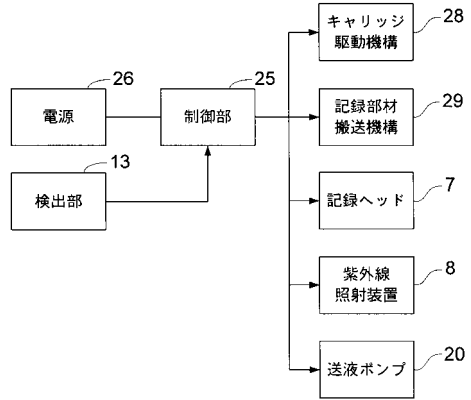 キャリッジ
駆動機構
28
26
25
電源
制御部
記録部材
搬送機構
29
13
検出部
記録ヘッド
7
紫外線
照射装置
8
送液ポンプ
20